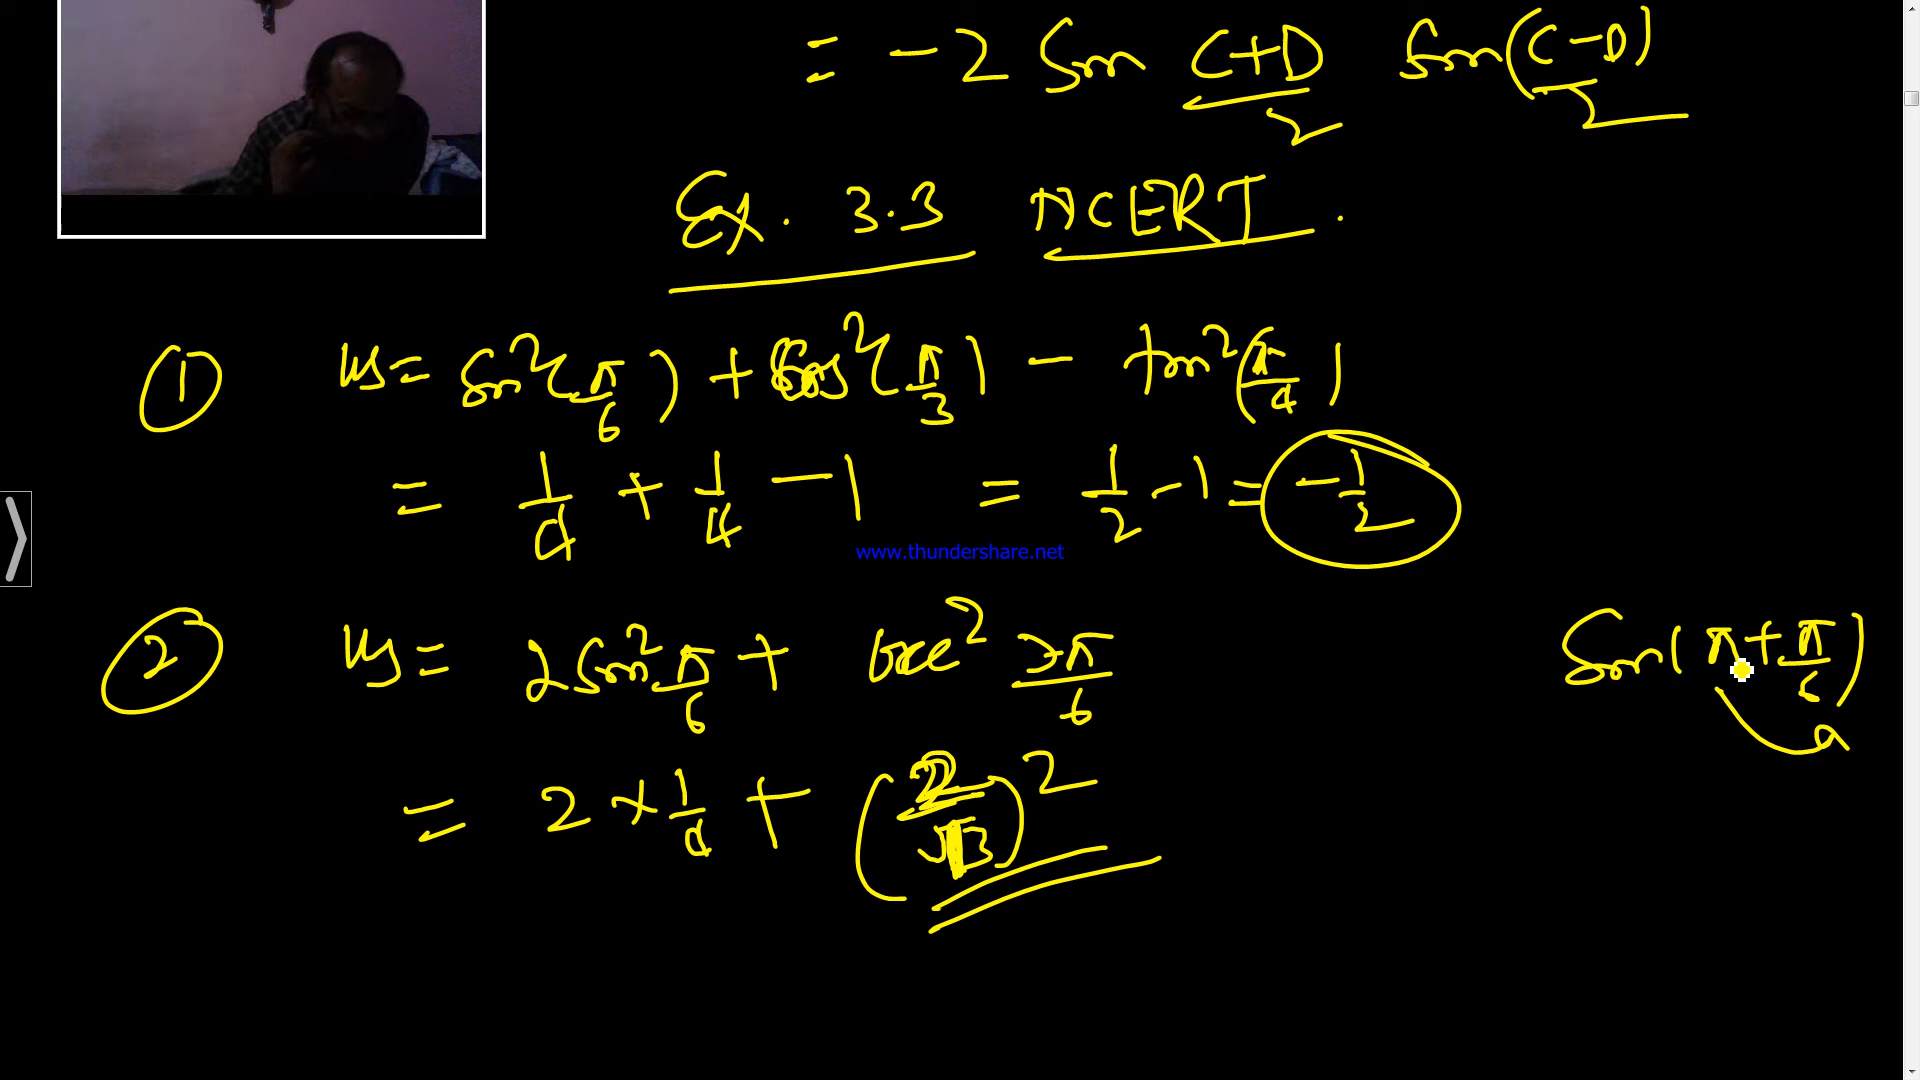 = -2 Sin C+D/2 Sin (C-D)/2
Ex. 3.3 NCERT.
① LHS = Sin²(π/6) + Cos²(π/3) - tan²(π/4)
= 1/4 + 1/4 - 1 = 1/2 - 1 = -1/2
www.thundershare.net
② LHS = 2 Sin² π/6 + Cosec² 7π/6
Sin(π+π/6)
= 2 × 1/4 + (2/√3)²